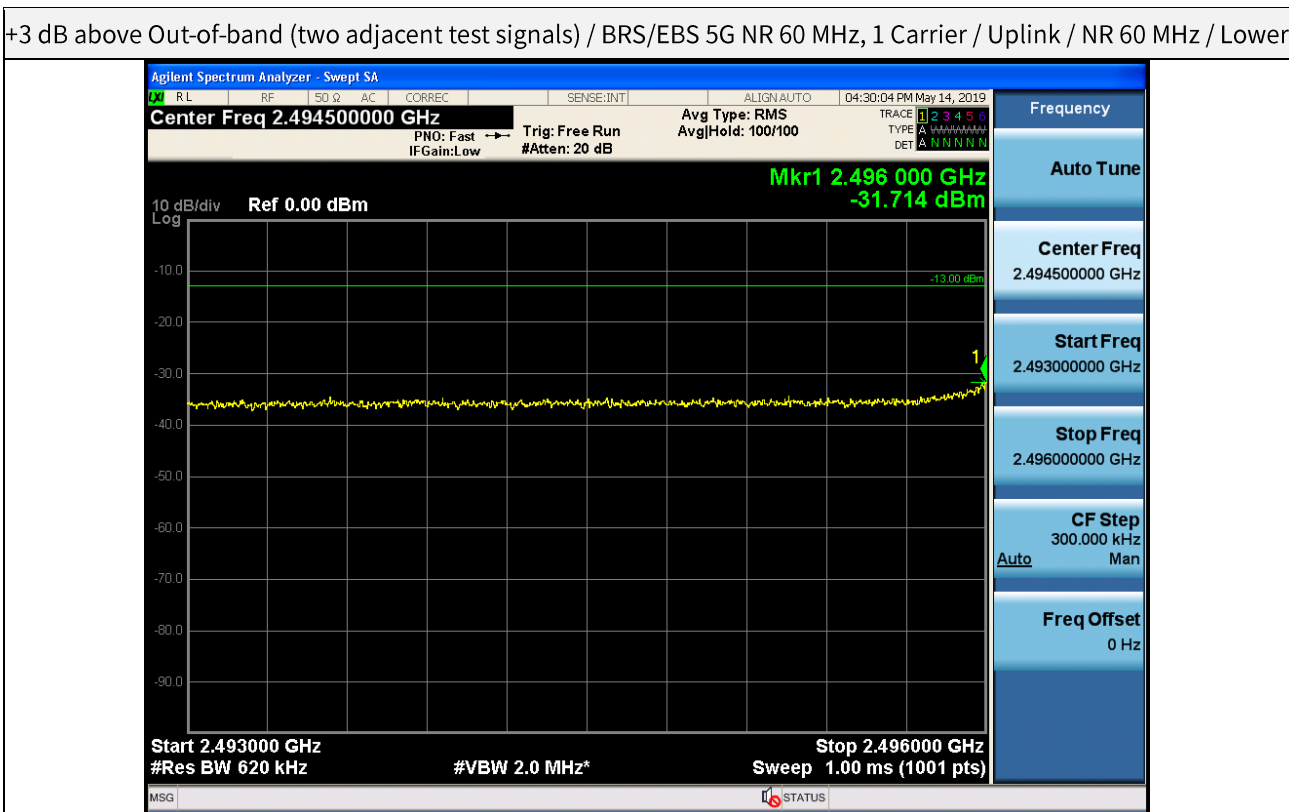 +3 dB above Out-of-band (two adjacent test signals) / BRS/EBS 5G NR 60 MHz, 1 Carrier / Uplink / NR 60 MHz / Lower
Agilent Spectrum Analyzer - Swept SA
LXI RL RF 50 Ω AC CORREC SENSE:INT ALIGN AUTO 04:30:04 PM May 14, 2019
Center Freq 2.494500000 GHz
PNO: Fast
IFGain:Low
Trig: Free Run
#Atten: 20 dB
Avg Type: RMS
Avg|Hold: 100/100
TRACE 1 2 3 4 5 6
TYPE A WWWWW
DET A N N N N N
Mkr1 2.496 000 GHz
-31.714 dBm
10 dB/div Ref 0.00 dBm
Log
-10.0
-13.00 dBm
-20.0
1
-30.0
-40.0
-50.0
-60.0
-70.0
-80.0
-90.0
Start 2.493000 GHz Stop 2.496000 GHz
#Res BW 620 kHz #VBW 2.0 MHz* Sweep 1.00 ms (1001 pts)
MSG STATUS
Frequency
Auto Tune
Center Freq
2.494500000 GHz
Start Freq
2.493000000 GHz
Stop Freq
2.496000000 GHz
CF Step
300.000 kHz
Auto Man
Freq Offset
0 Hz